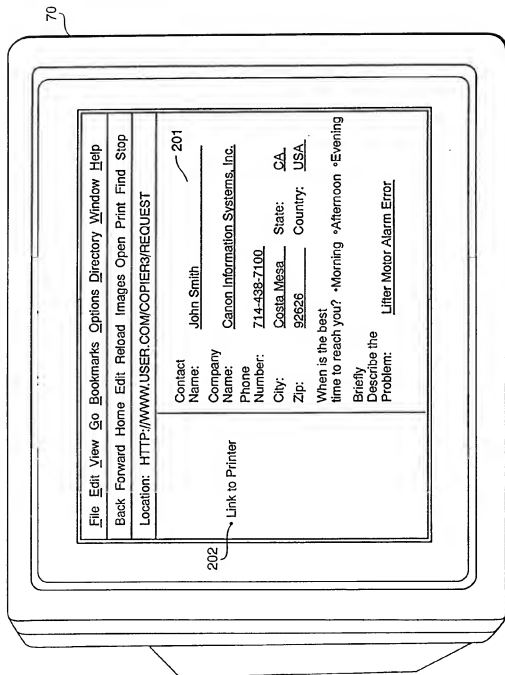 70
File Edit View Go Bookmarks Options Directory Window Help
Back Forward Home Edit Reload Images Open Print Find Stop
Location: HTTP://WWW.USER.COM/COPIER3/REQUEST
201
202
• Link to Printer
Contact
Name: John Smith
Company
Name: Canon Information Systems, Inc.
Phone
Number: 714-438-7100
City: Costa Mesa State: CA
Zip: 92626 Country: USA
When is the best
time to reach you? •Morning •Afternoon •Evening
Briefly
Describe the
Problem: Lifter Motor Alarm Error